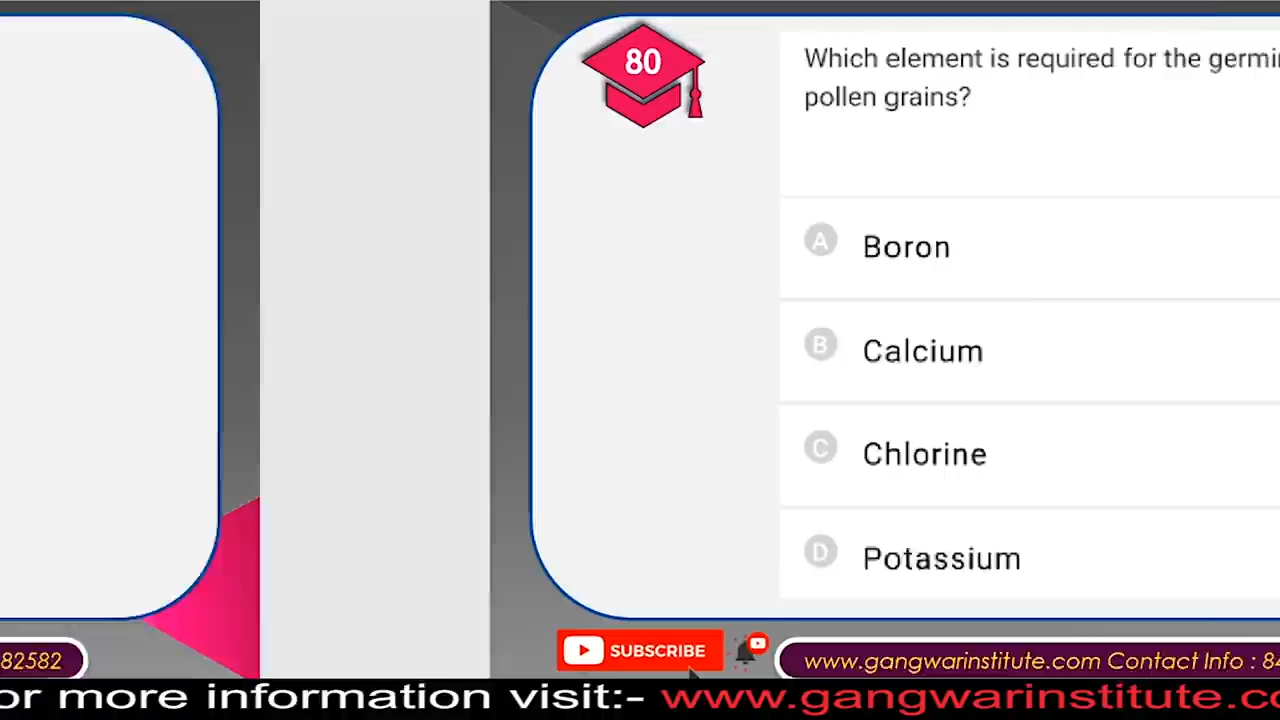 80
Which element is required for the
pollen grains?
A Boron
B Calcium
C Chlorine
D Potassium
SUBSCRIBE
82582
www.gangwarinstitute.com Contact Info : 84
or more information visit:- www.gangwarinstitute.co